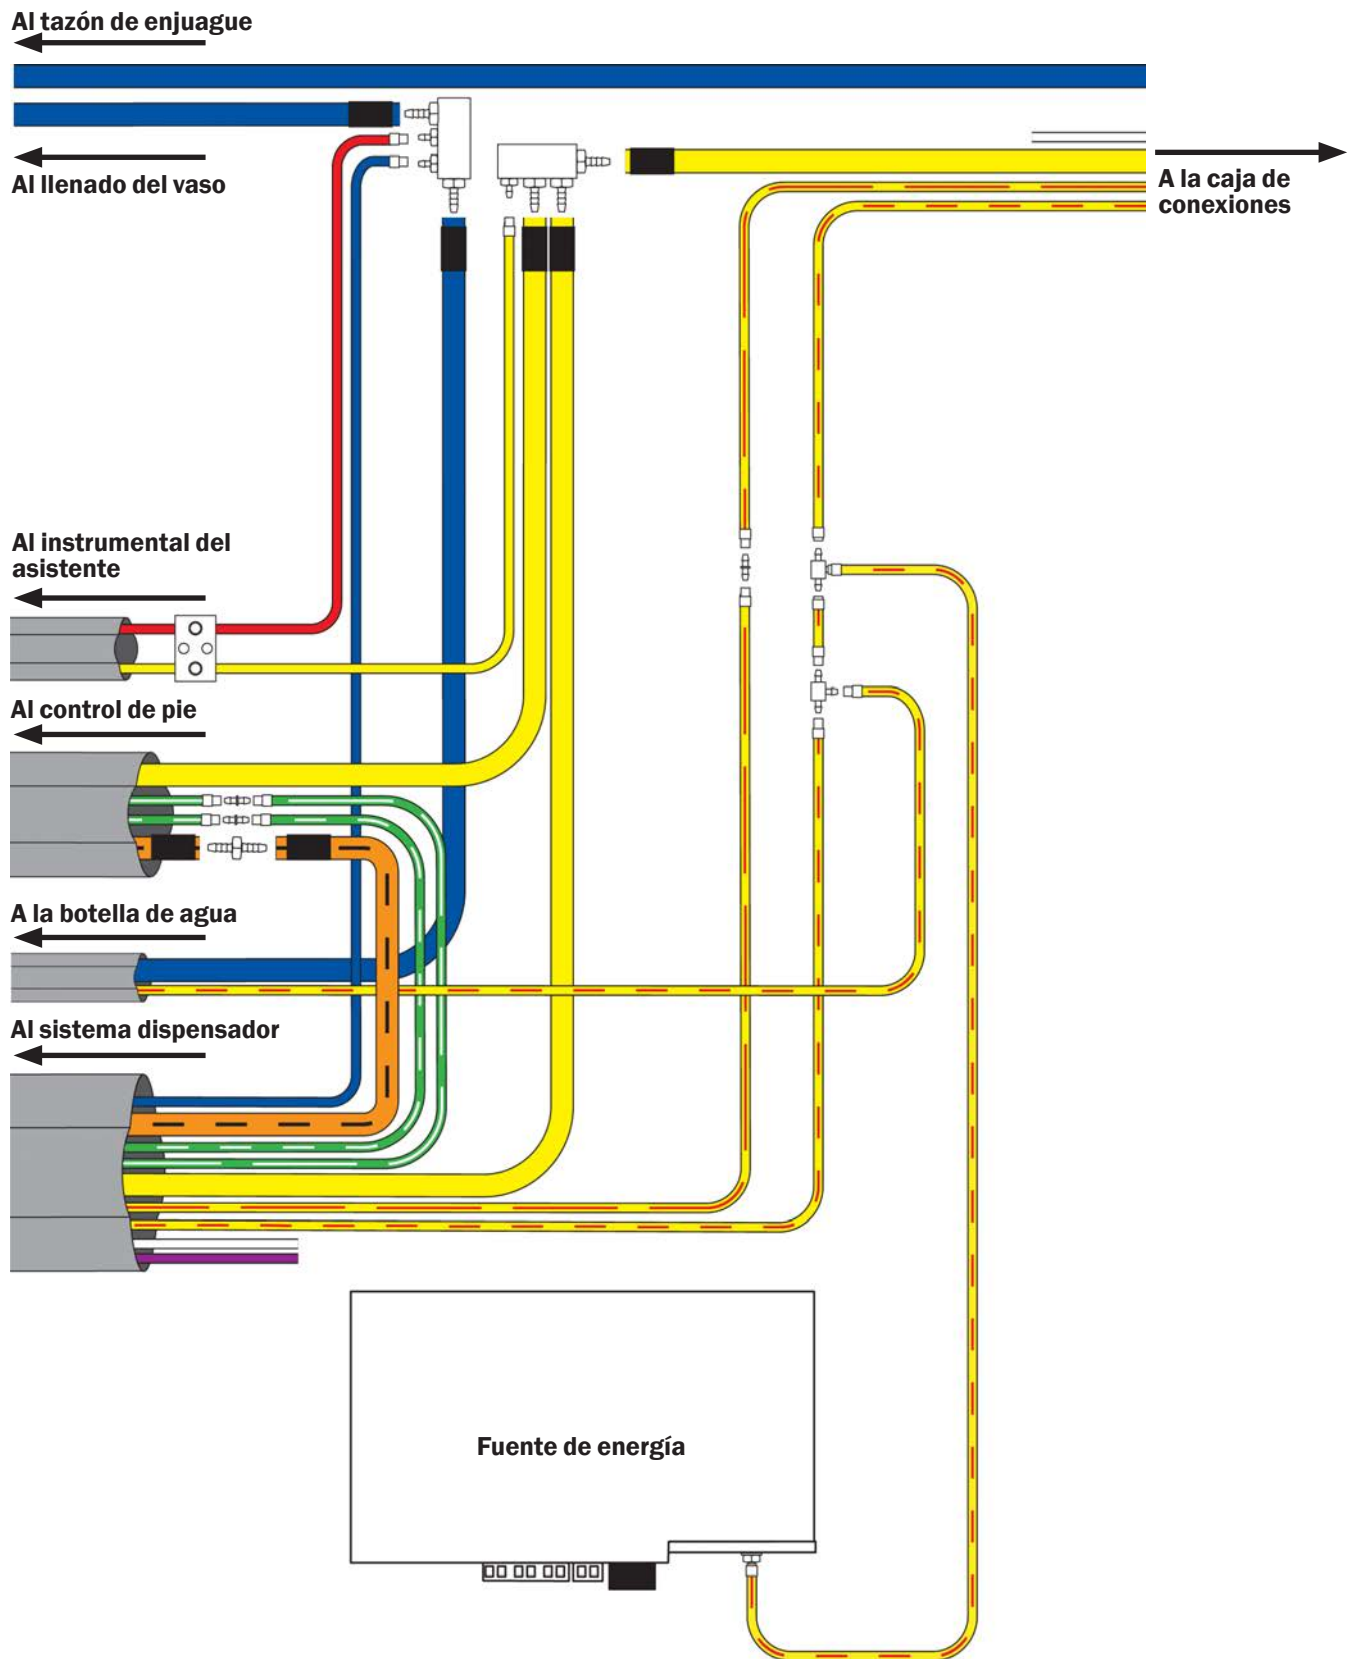 Al tazón de enjuague
Al llenado del vaso
A la caja de
conexiones
Al instrumental del
asistente
Al control de pie
A la botella de agua
Al sistema dispensador
Fuente de energía